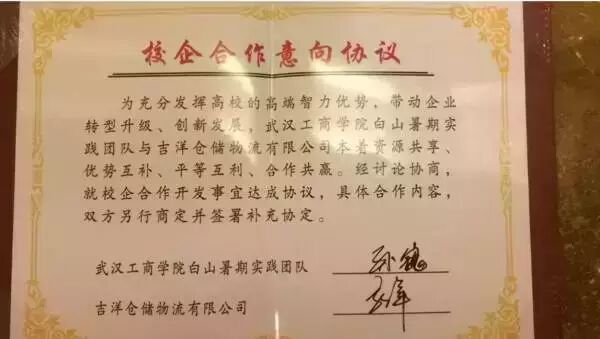 校企合作意向协议
为充分发挥高校的高端智力优势，带动企业
转型升级、创新发展，武汉工商学院白山暑期实
践团队与吉洋仓储物流有限公司本着资源共享、
优势互补、平等互利、合作共赢。经讨论协商，
就校企合作开发事宜达成协议，具体合作内容，
双方另行商定并签署补充协定。
武汉工商学院白山暑期实践团队
吉洋仓储物流有限公司